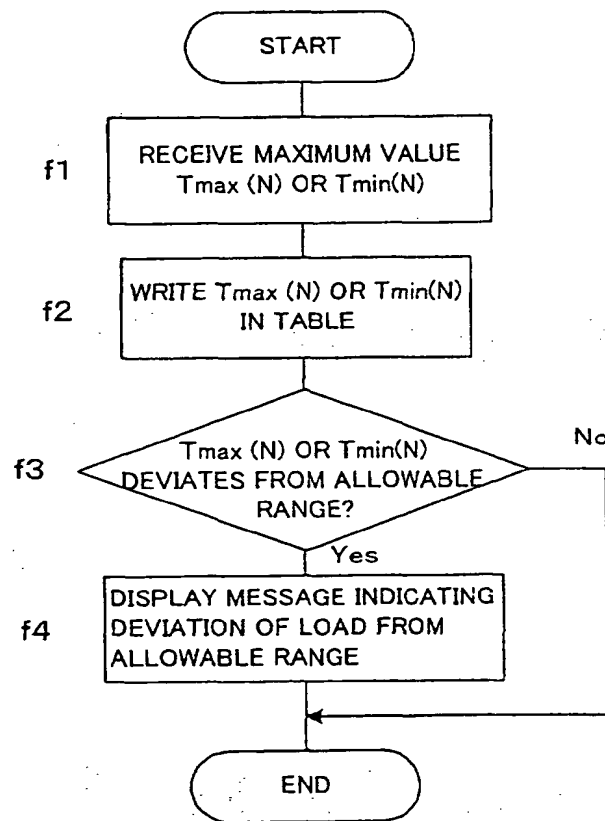 START
f1
RECEIVE MAXIMUM VALUE
Tmax (N) OR Tmin(N)
f2
WRITE Tmax (N) OR Tmin(N)
IN TABLE
f3
Tmax (N) OR Tmin(N)
DEVIATES FROM ALLOWABLE
RANGE?
No
Yes
f4
DISPLAY MESSAGE INDICATING
DEVIATION OF LOAD FROM
ALLOWABLE RANGE
END